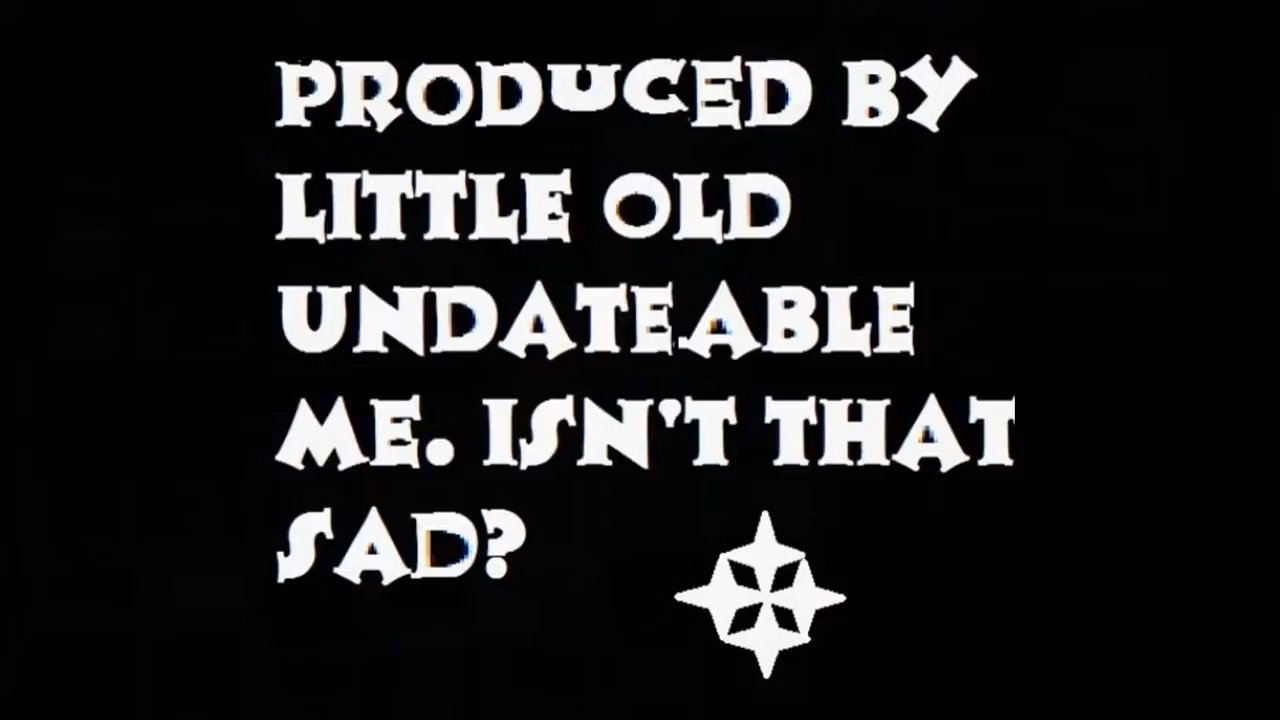 PRODUCED BY
LITTLE OLD
UNDATEABLE
ME. ISN'T THAT
SAD?